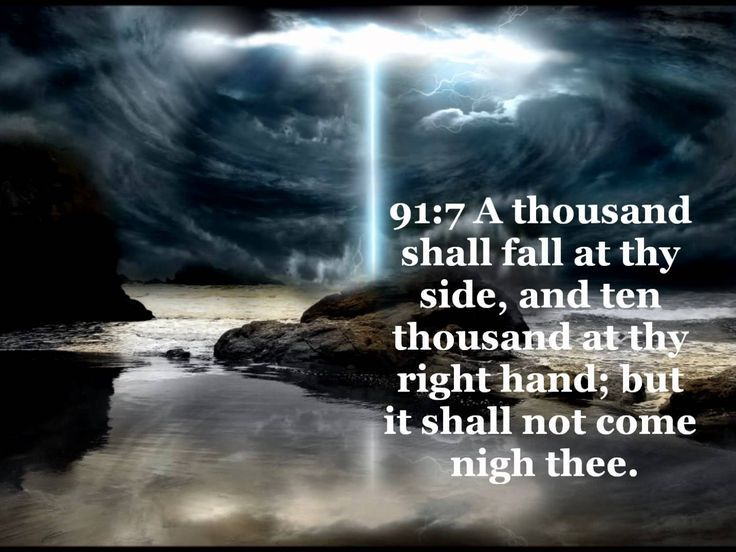 91:7 A thousand
shall fall at thy
side, and ten
thousand at thy
right hand; but
it shall not come
nigh thee.